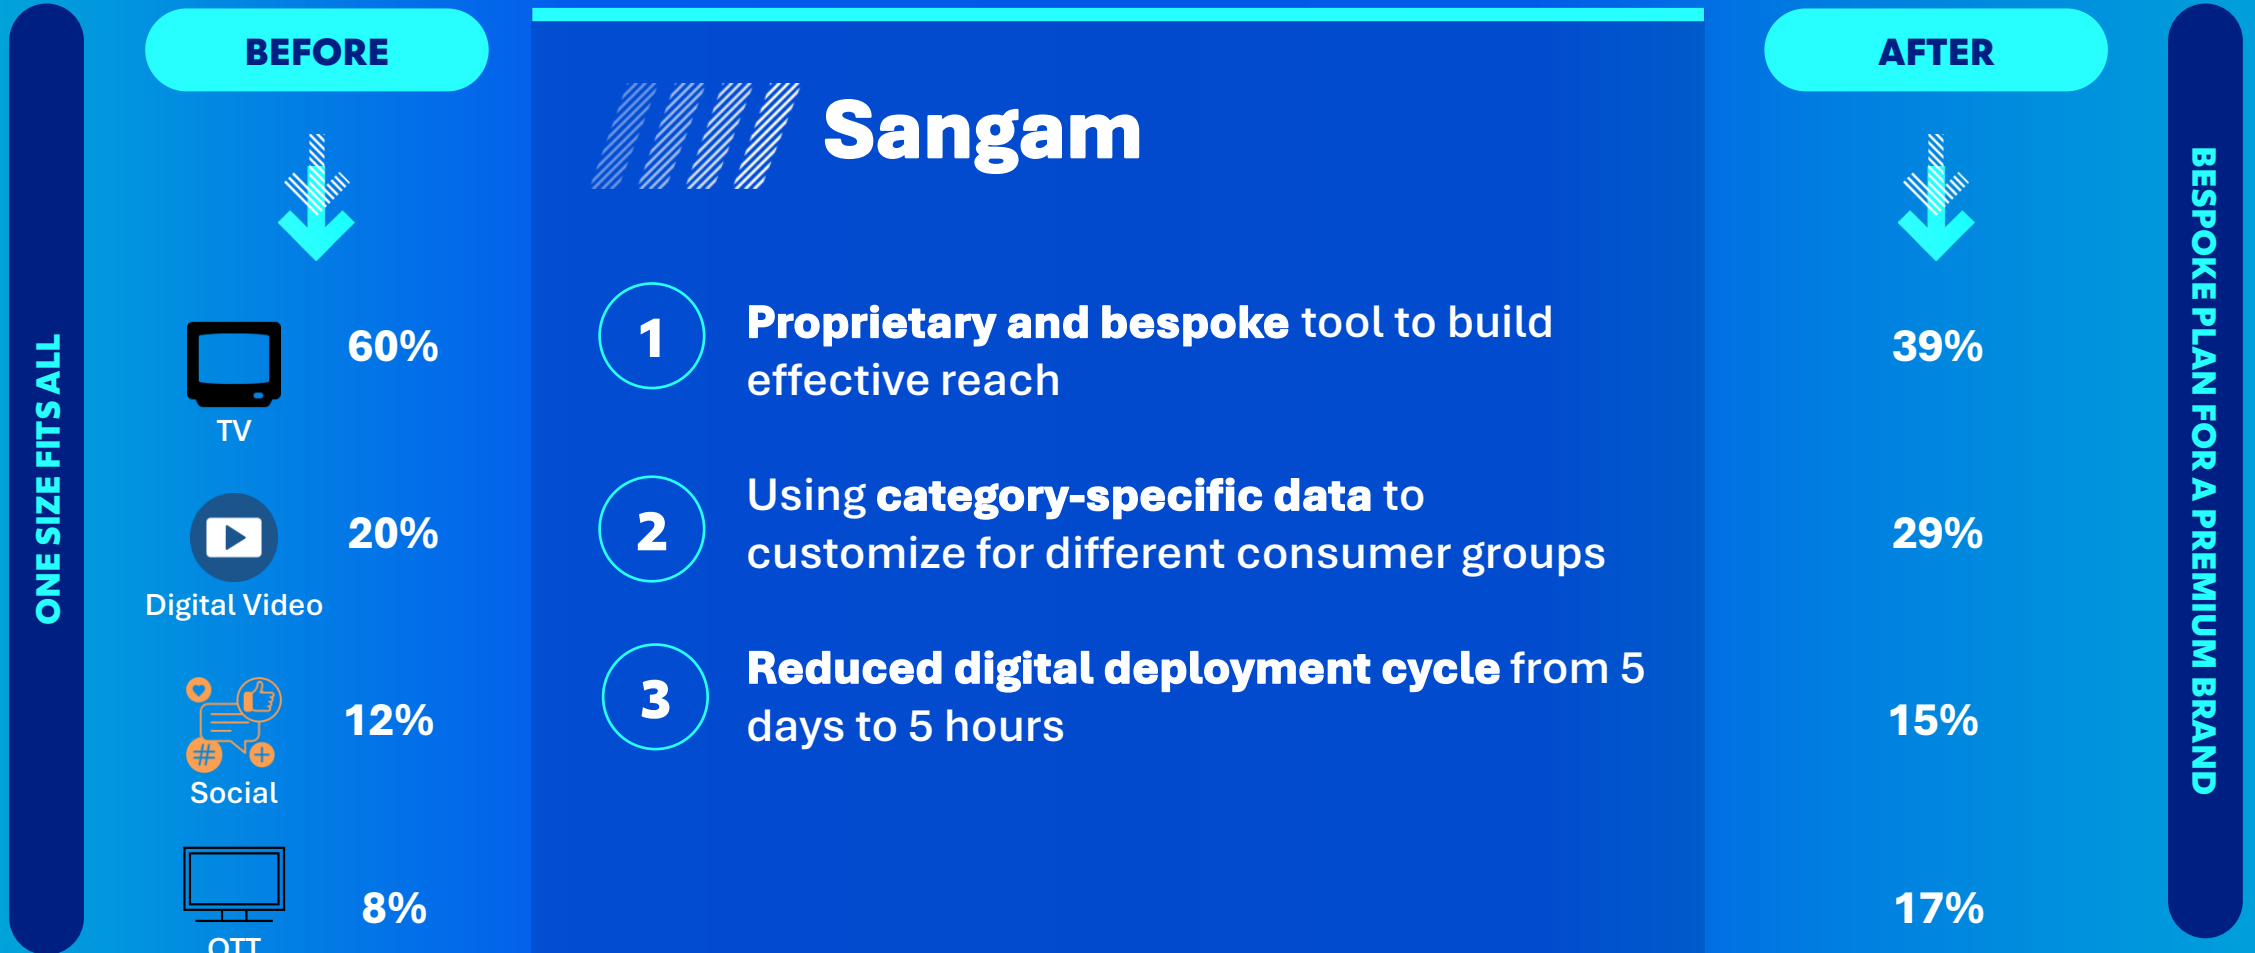 ONE SIZE FITS ALL
BEFORE
60%
TV
20%
Digital Video
12%
#
Social
8%
OTT
Sangam
1
Proprietary and bespoke tool to build
effective reach
2
Using category-specific data to
customize for different consumer groups
3
Reduced digital deployment cycle from 5
days to 5 hours
AFTER
39%
29%
15%
17%
BESPOKE PLAN FOR A PREMIUM BRAND